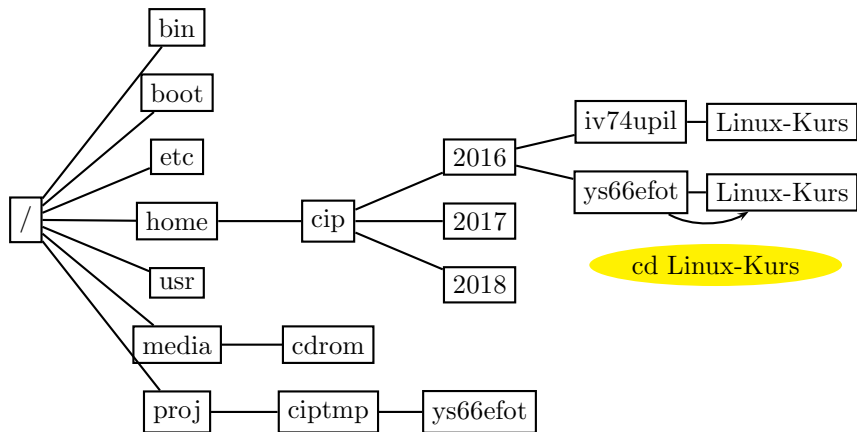 bin
boot
iv74upil Linux-Kurs
etc 2016
ys66efot Linux-Kurs
/ home cip 2017
cd Linux-Kurs
usr 2018
media cdrom
proj ciptmp ys66efot